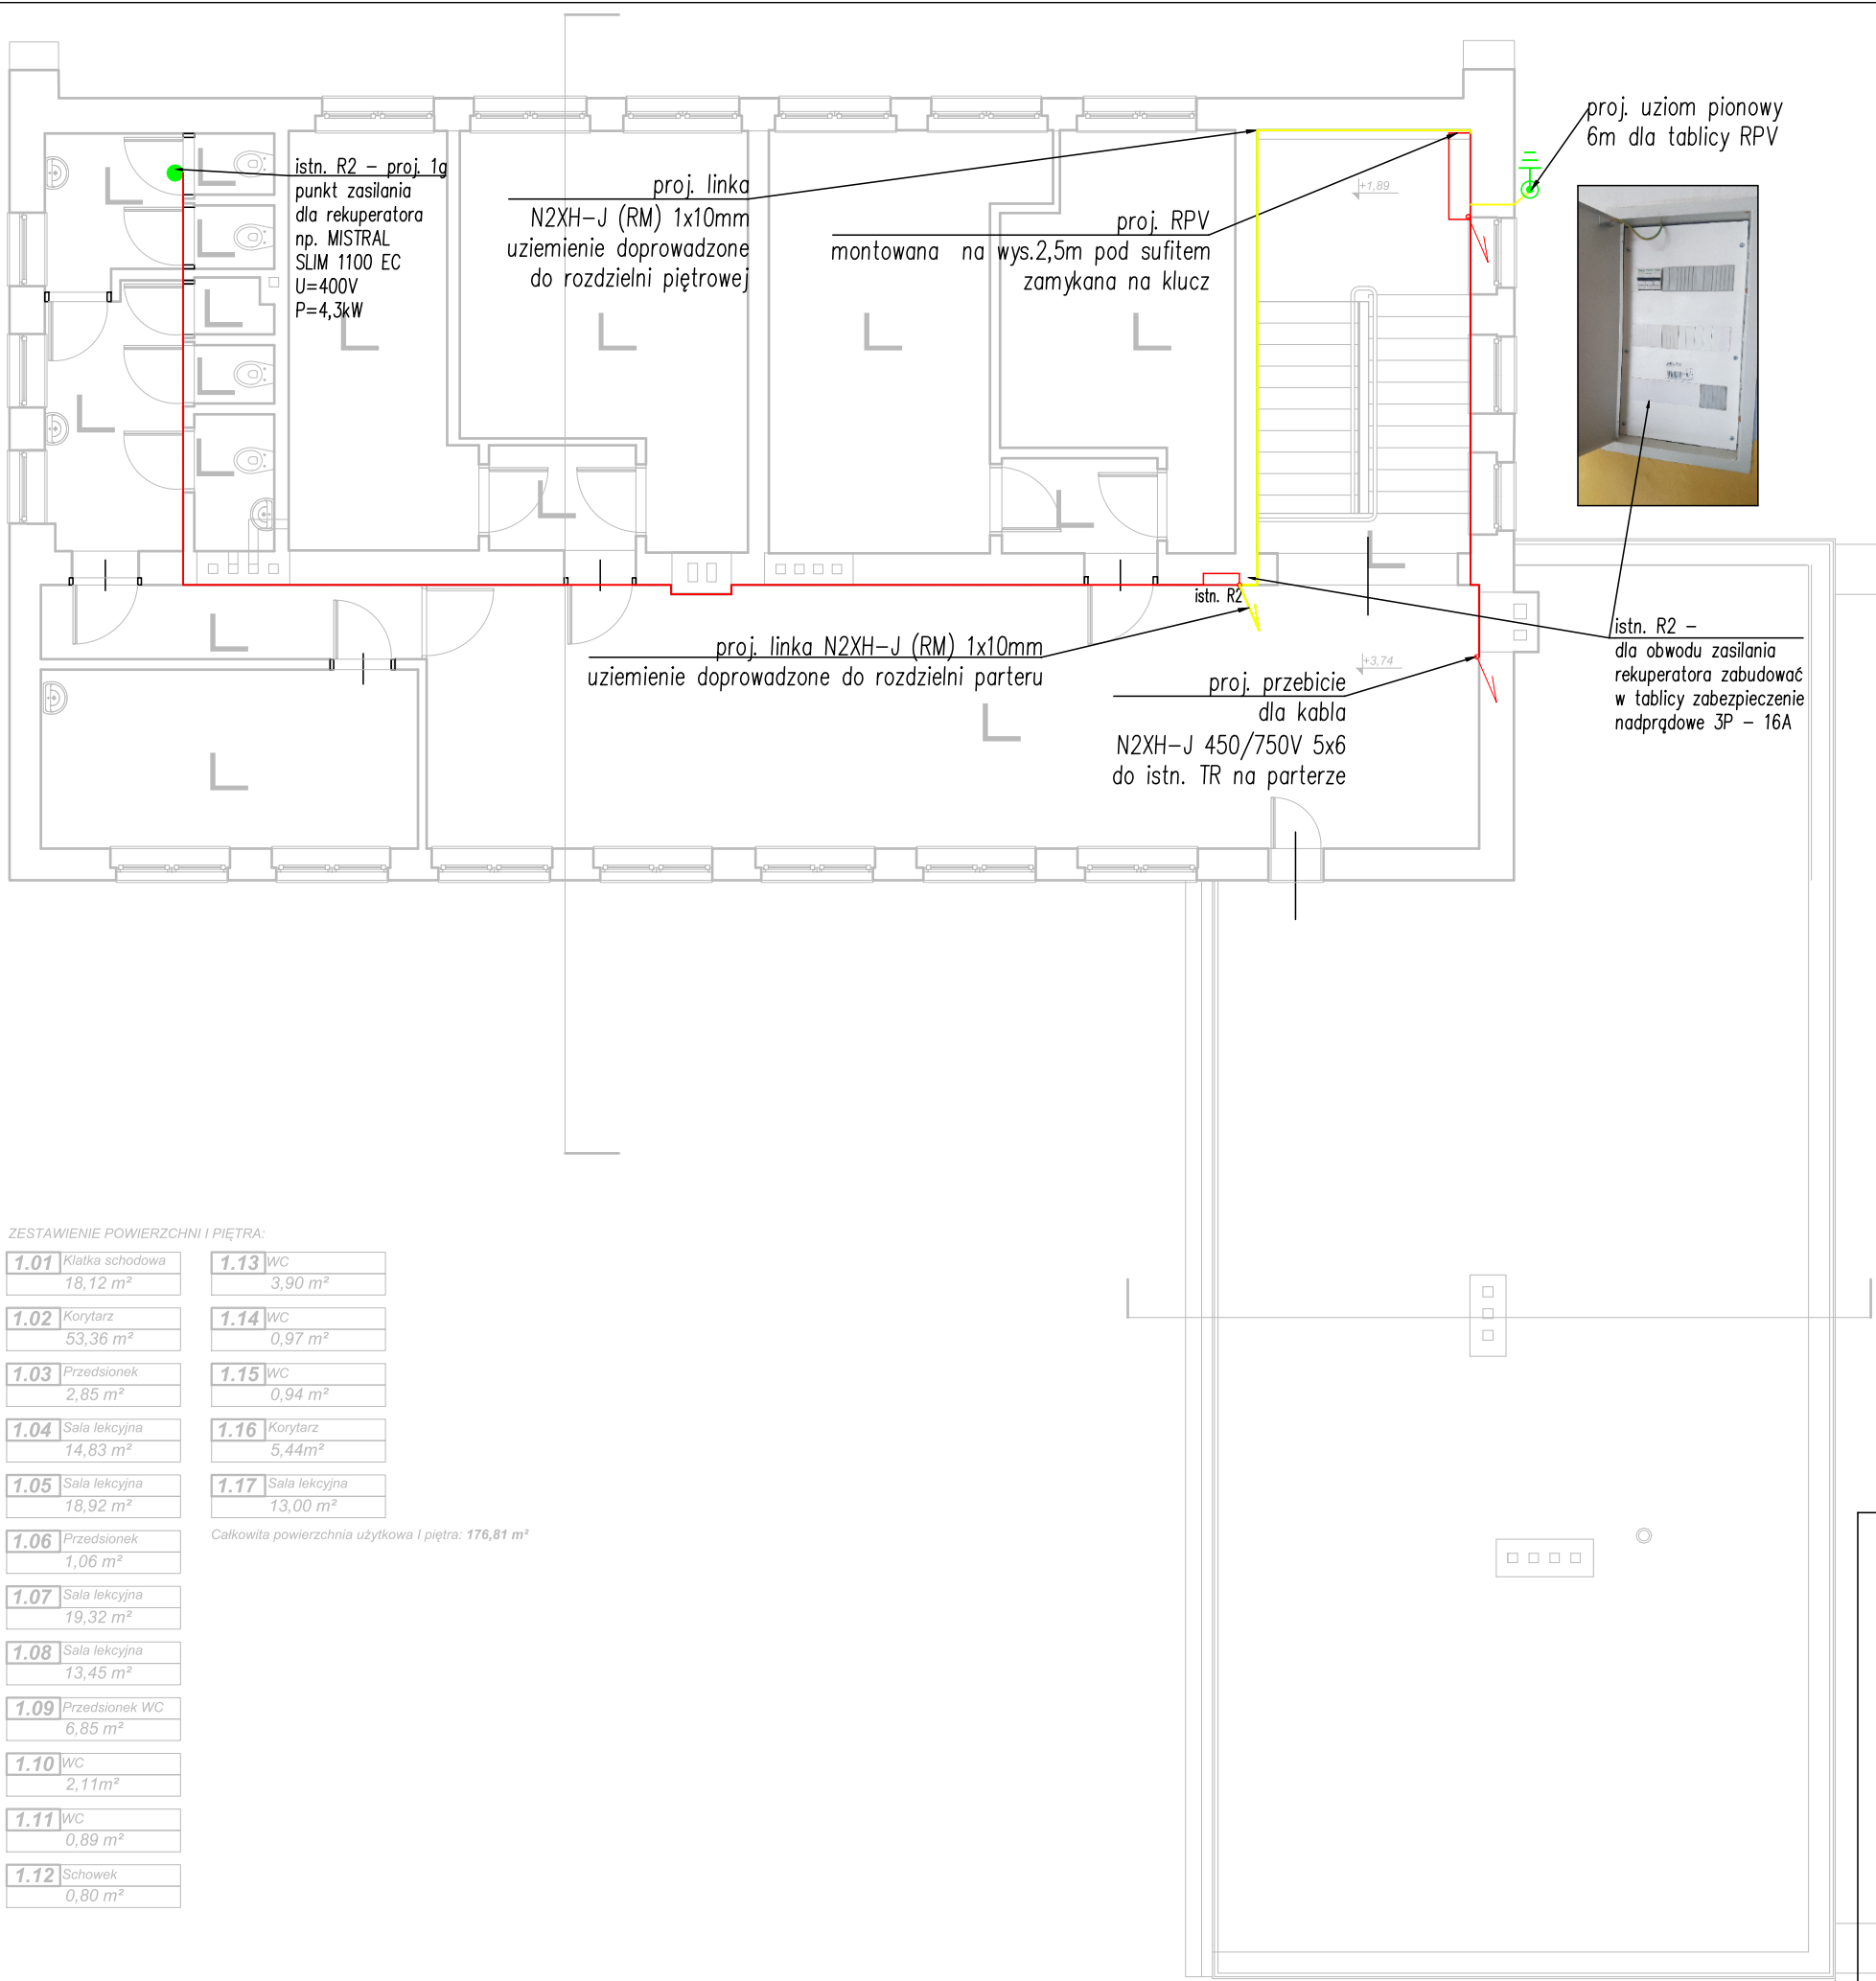 proj. uziom pionowy
6m dla tablicy RPV
istn. R2 – proj. 1g
punkt zasilania
dla rekuperatora
np. MISTRAL
SLIM 1100 EC
U=400V
P=4,3kW
proj. linka
N2XH–J (RM) 1x10mm
uziemienie doprowadzone
do rozdzielni piętrowej
proj. RPV
montowana na wys.2,5m pod sufitem
zamykana na klucz
+1,89
istn. R2
proj. linka N2XH–J (RM) 1x10mm
uziemienie doprowadzone do rozdzielni parteru
+3,74
proj. przebicie
dla kabla
N2XH–J 450/750V 5x6
do istn. TR na parterze
istn. R2 –
dla obwodu zasilania
rekuperatora zabudować
w tablicy zabezpieczenie
nadprądowe 3P – 16A
ZESTAWIENIE POWIERZCHNI I PIĘTRA:
1.01 Klatka schodowa
18,12 m²
1.02 Korytarz
53,36 m²
1.03 Przedsionek
2,85 m²
1.04 Sala lekcyjna
14,83 m²
1.05 Sala lekcyjna
18,92 m²
1.06 Przedsionek
1,06 m²
1.07 Sala lekcyjna
19,32 m²
1.08 Sala lekcyjna
13,45 m²
1.09 Przedsionek WC
6,85 m²
1.10 WC
2,11m²
1.11 WC
0,89 m²
1.12 Schowek
0,80 m²
1.13 WC
3,90 m²
1.14 WC
0,97 m²
1.15 WC
0,94 m²
1.16 Korytarz
5,44m²
1.17 Sala lekcyjna
13,00 m²
Całkowita powierzchnia użytkowa I piętra: 176,81 m²